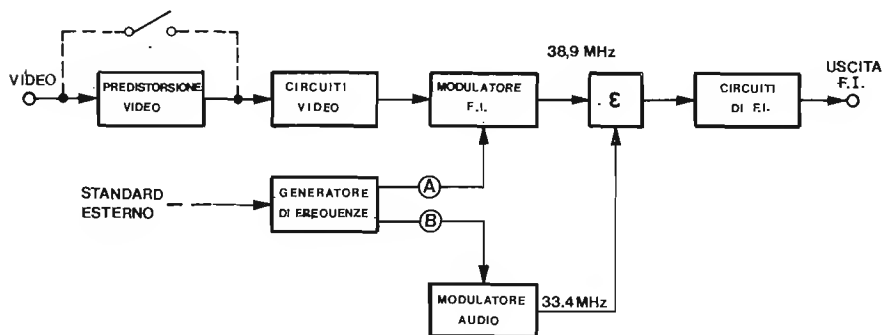 38,9 MHz
VIDEO
PREDISTORSIONE
VIDEO
CIRCUITI
VIDEO
MODULATORE
F.I.
ε
CIRCUITI
DI F.I.
USCITA
F.I.
STANDARD
ESTERNO
GENERATORE
DI FREQUENZE
A
B
MODULATORE
AUDIO
33.4 MHz